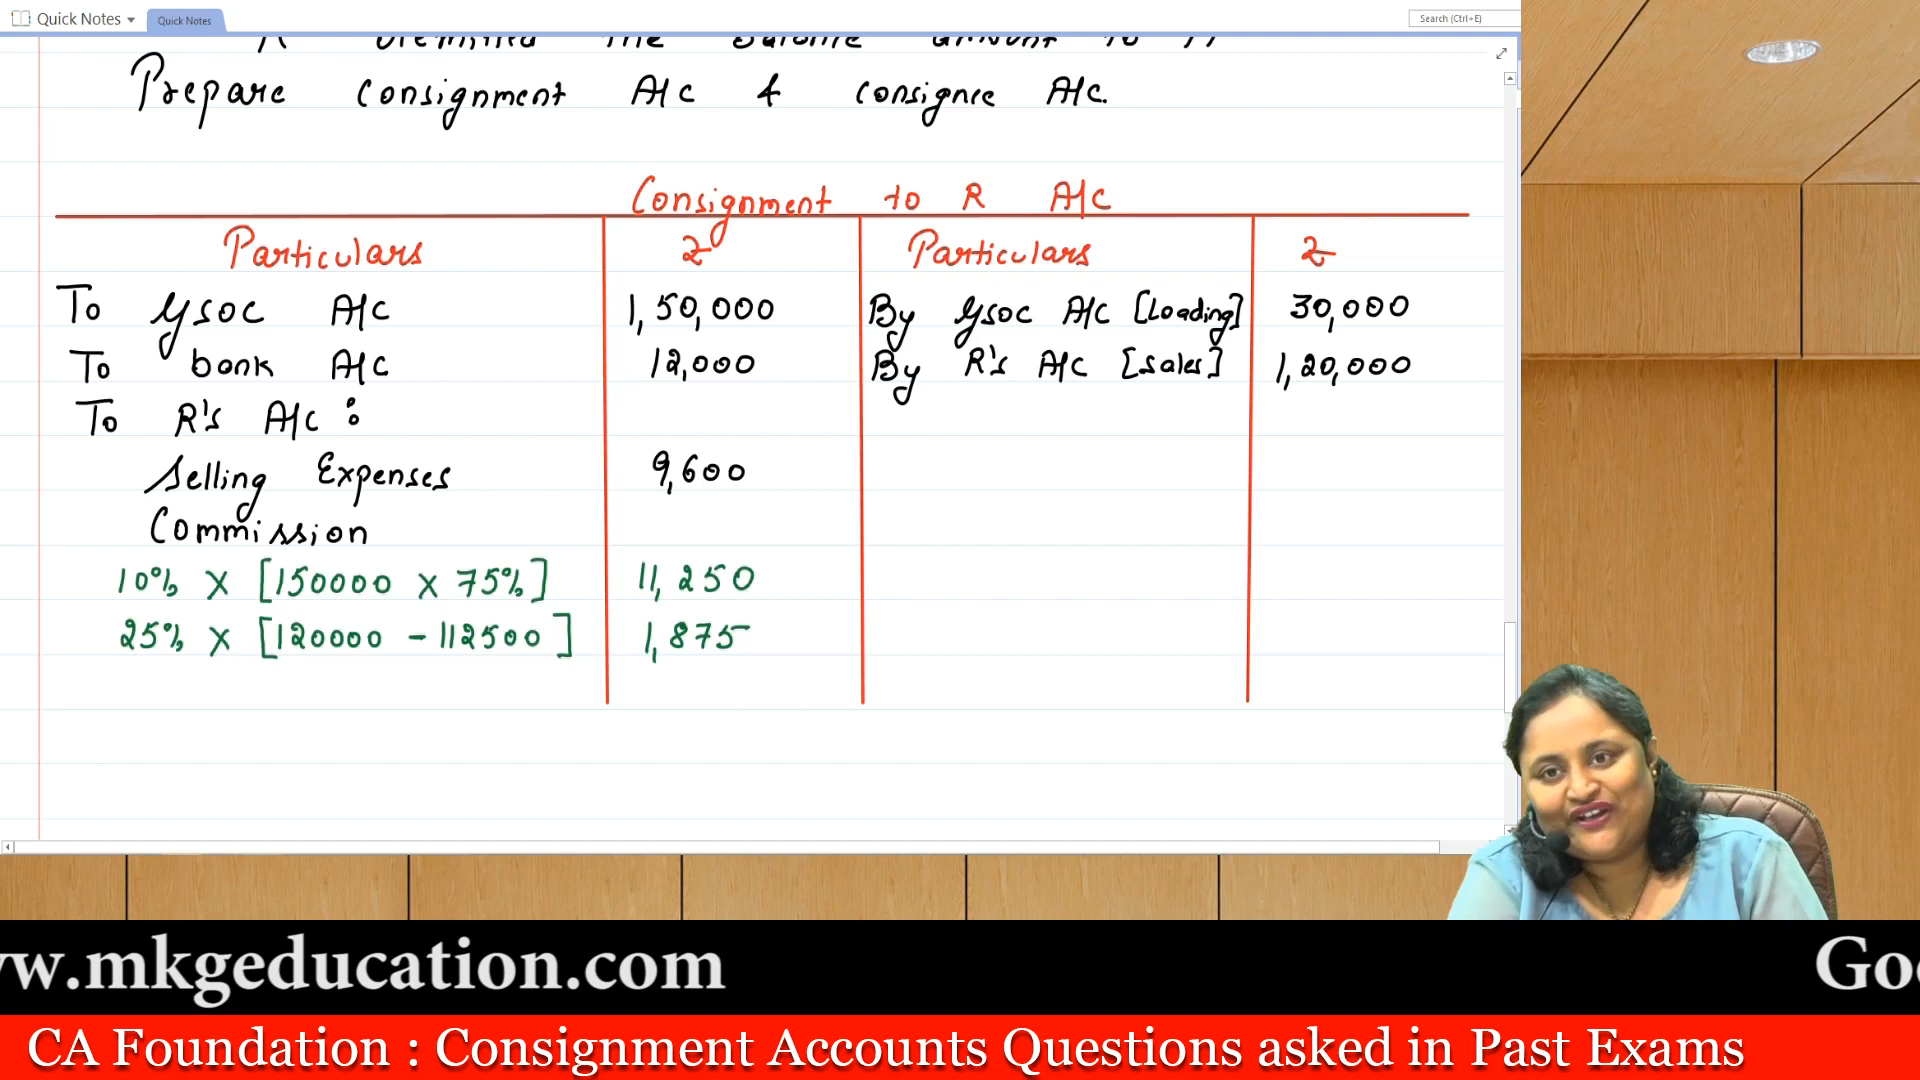 Quick Notes
Quick Notes
Search (Ctrl+E)
Prepare Consignment A/c & Consignee A/c.
Consignment to R A/c
Particulars ₹ Particulars ₹
To GSOC A/c 1,50,000 By GSOC A/c [Loading] 30,000
To bank A/c 12,000 By R's A/c [Sales] 1,20,000
To R's A/c :
Selling Expenses 9,600
Commission
10% X [150000 X 75%] 11,250
25% X [120000 - 112500] 1,875
w.mkgeducation.com
CA Foundation : Consignment Accounts Questions asked in Past Exams